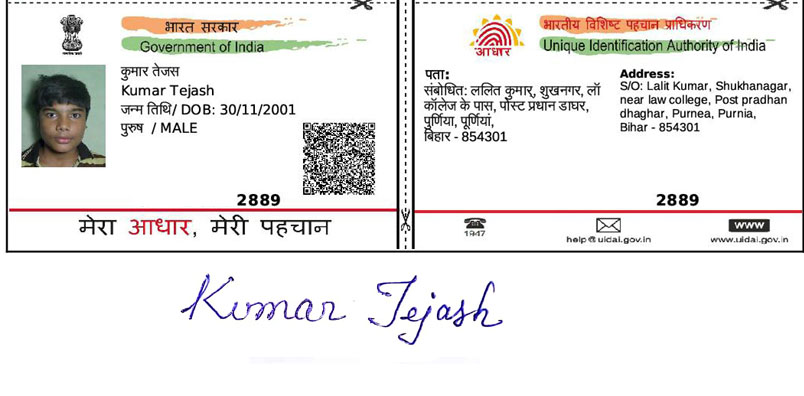 भारत सरकार
Government of India
कुमार तेजस
Kumar Tejash
जन्म तिथि/ DOB: 30/11/2001
पुरुष / MALE
2889
मेरा आधार, मेरी पहचान
भारतीय विशिष्ट पहचान प्राधिकरण
आधार
Unique Identification Authority of India
पता:
संबोधित: ललित कुमार, शुखनगर, लॉ
कॉलेज के पास, पोस्ट प्रधान डाघर,
पुर्णिया, पूर्णियां,
बिहार - 854301
Address:
S/O: Lalit Kumar, Shukhanagar,
near law college, Post pradhan
dhaghar, Purnea, Purnia,
Bihar - 854301
2889
1947
help@uidai.gov.in
www
www.uidai.gov.in
Kumar Tejash